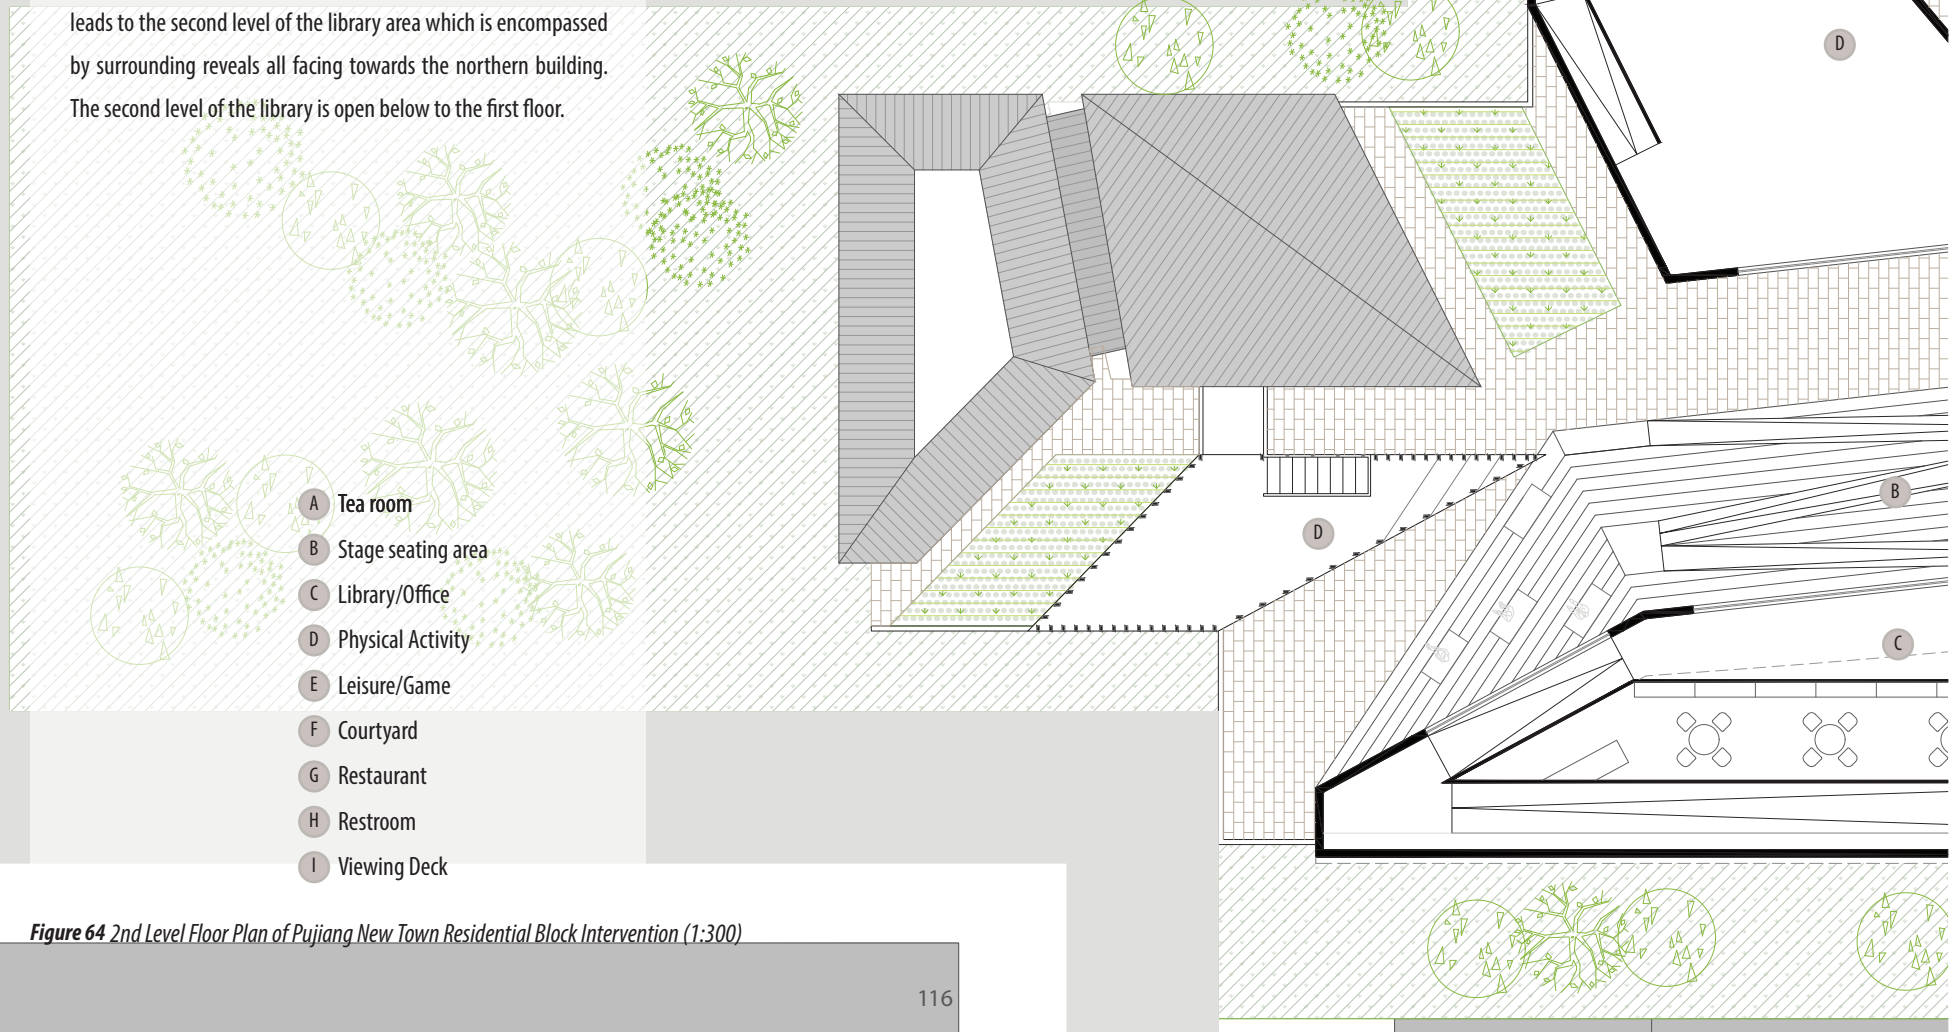 leads to the second level of the library area which is encompassed
by surrounding reveals all facing towards the northern building.
The second level of the library is open below to the first floor.
D
B
D
C
A Tea room
B Stage seating area
C Library/Office
D Physical Activity
E Leisure/Game
F Courtyard
G Restaurant
H Restroom
I Viewing Deck
Figure 64 2nd Level Floor Plan of Pujiang New Town Residential Block Intervention (1:300)
116